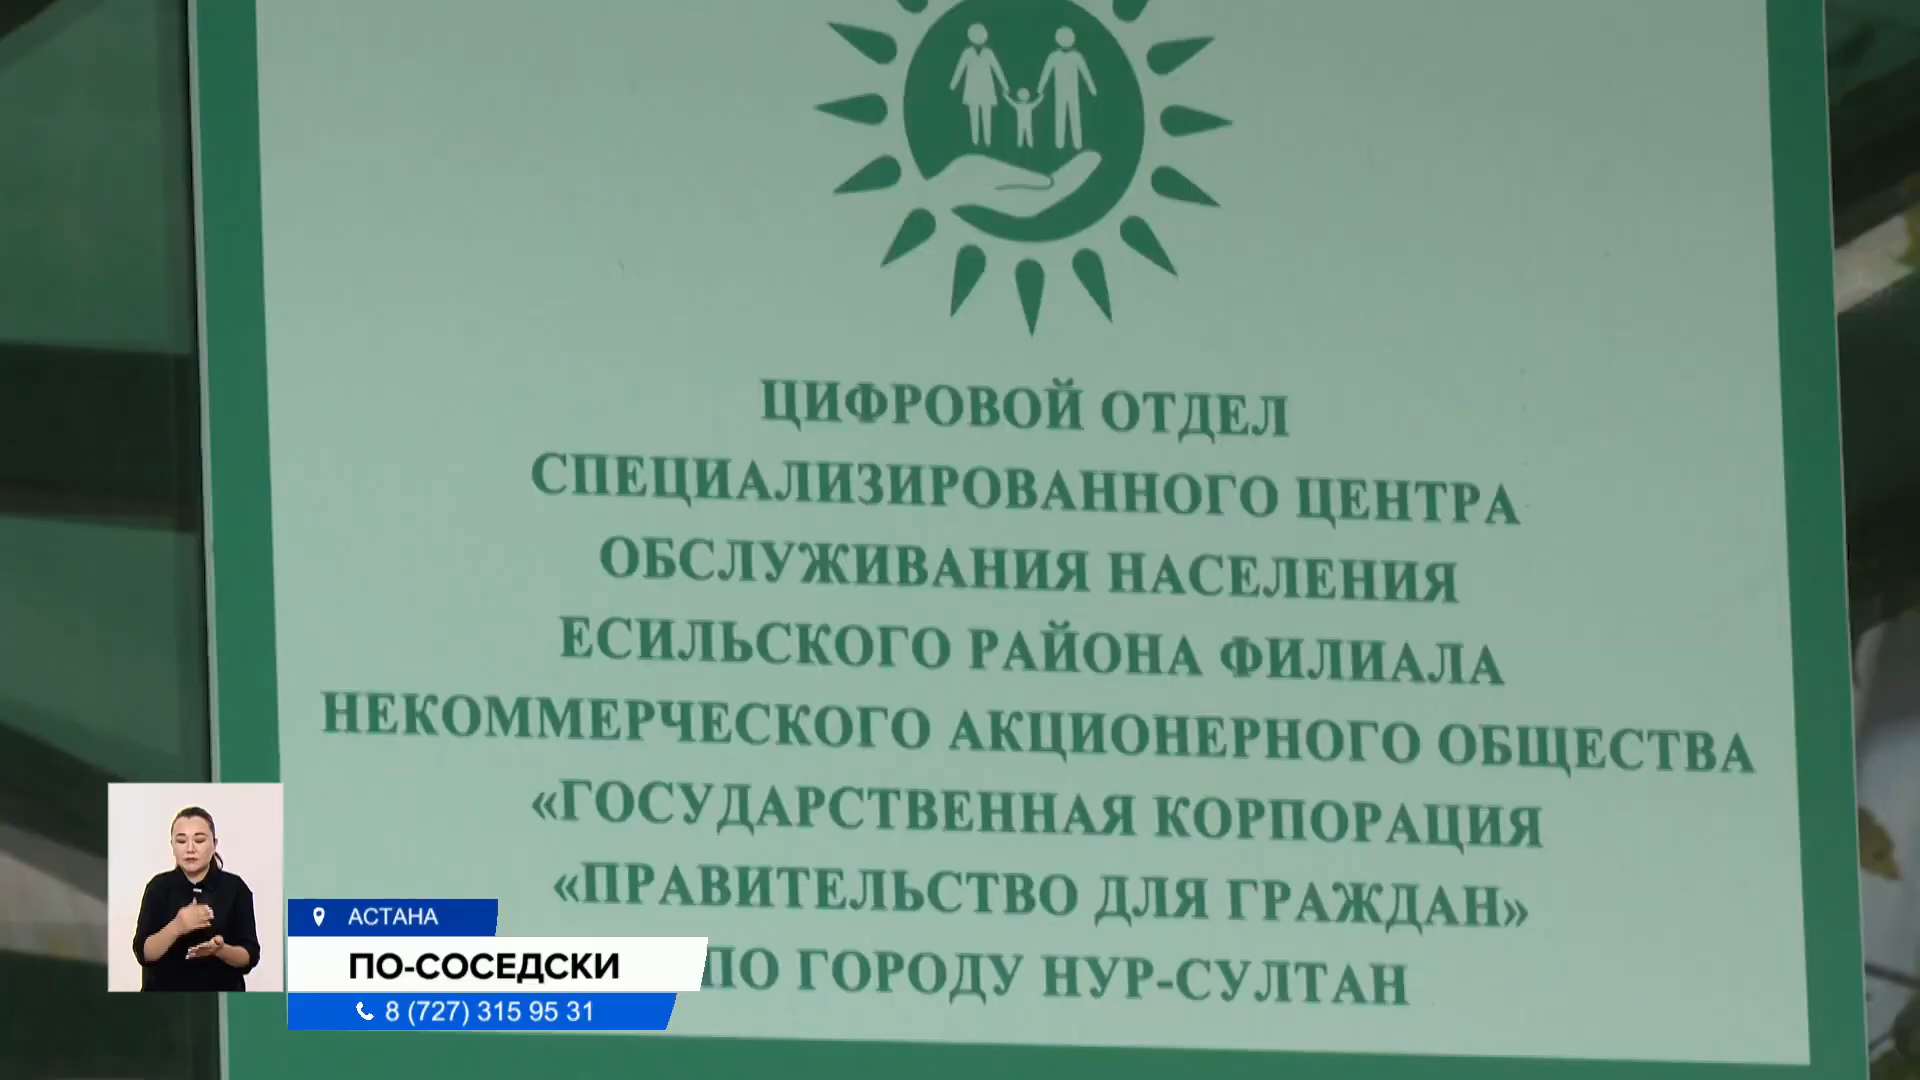 ЦИФРОВОЙ ОТДЕЛ
СПЕЦИАЛИЗИРОВАННОГО ЦЕНТРА
ОБСЛУЖИВАНИЯ НАСЕЛЕНИЯ
ЕСИЛЬСКОГО РАЙОНА ФИЛИАЛА
НЕКОММЕРЧЕСКОГО АКЦИОНЕРНОГО ОБЩЕСТВА
«ГОСУДАРСТВЕННАЯ КОРПОРАЦИЯ
«ПРАВИТЕЛЬСТВО ДЛЯ ГРАЖДАН»
ПО ГОРОДУ НУР-СУЛТАН
АСТАНА
ПО-СОСЕДСКИ
8 (727) 315 95 31